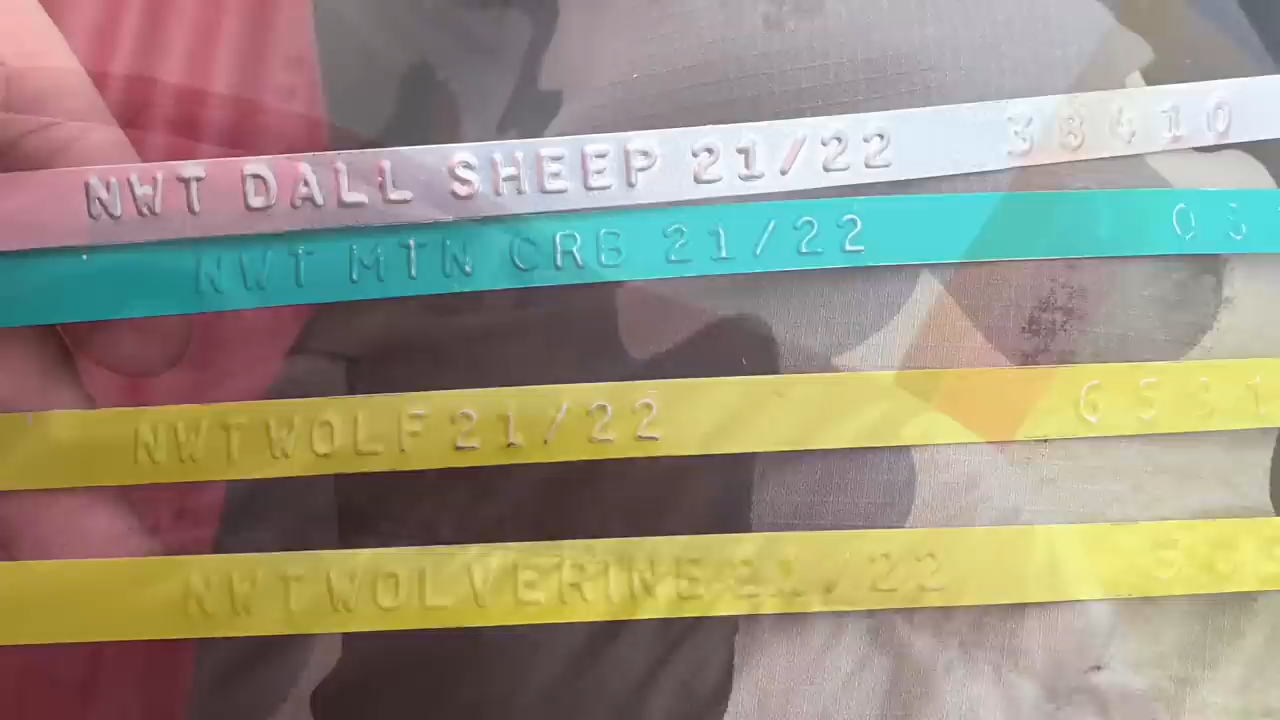 NWT DALL SHEEP 21/22 38410
NWT MTN CRB 21/22
NWT WOLF 21/22
NWT WOLVERINE 21/22